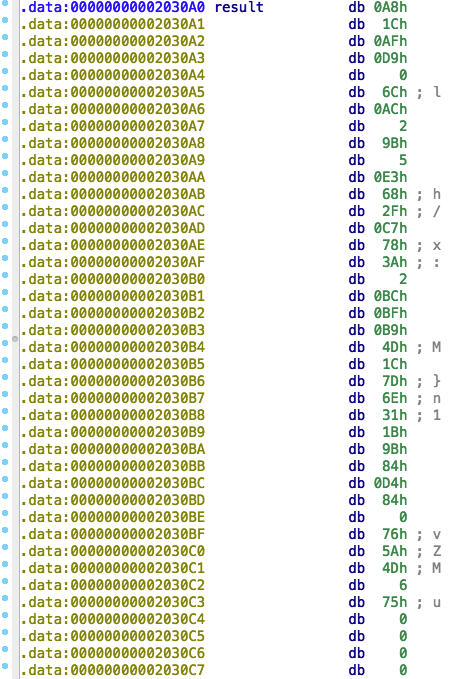 .data:00000000002030A0 result db 0A8h
.data:00000000002030A1 db 1Ch
.data:00000000002030A2 db 0AFh
.data:00000000002030A3 db 0D9h
.data:00000000002030A4 db 0
.data:00000000002030A5 db 6Ch ; l
.data:00000000002030A6 db 0ACh
.data:00000000002030A7 db 2
.data:00000000002030A8 db 9Bh
.data:00000000002030A9 db 5
.data:00000000002030AA db 0E3h
.data:00000000002030AB db 68h ; h
.data:00000000002030AC db 2Fh ; /
.data:00000000002030AD db 0C7h
.data:00000000002030AE db 78h ; x
.data:00000000002030AF db 3Ah ; :
.data:00000000002030B0 db 2
.data:00000000002030B1 db 0BCh
.data:00000000002030B2 db 0BFh
.data:00000000002030B3 db 0B9h
.data:00000000002030B4 db 4Dh ; M
.data:00000000002030B5 db 1Ch
.data:00000000002030B6 db 7Dh ; }
.data:00000000002030B7 db 6Eh ; n
.data:00000000002030B8 db 31h ; 1
.data:00000000002030B9 db 1Bh
.data:00000000002030BA db 9Bh
.data:00000000002030BB db 84h
.data:00000000002030BC db 0D4h
.data:00000000002030BD db 84h
.data:00000000002030BE db 0
.data:00000000002030BF db 76h ; v
.data:00000000002030C0 db 5Ah ; Z
.data:00000000002030C1 db 4Dh ; M
.data:00000000002030C2 db 6
.data:00000000002030C3 db 75h ; u
.data:00000000002030C4 db 0
.data:00000000002030C5 db 0
.data:00000000002030C6 db 0
.data:00000000002030C7 db 0